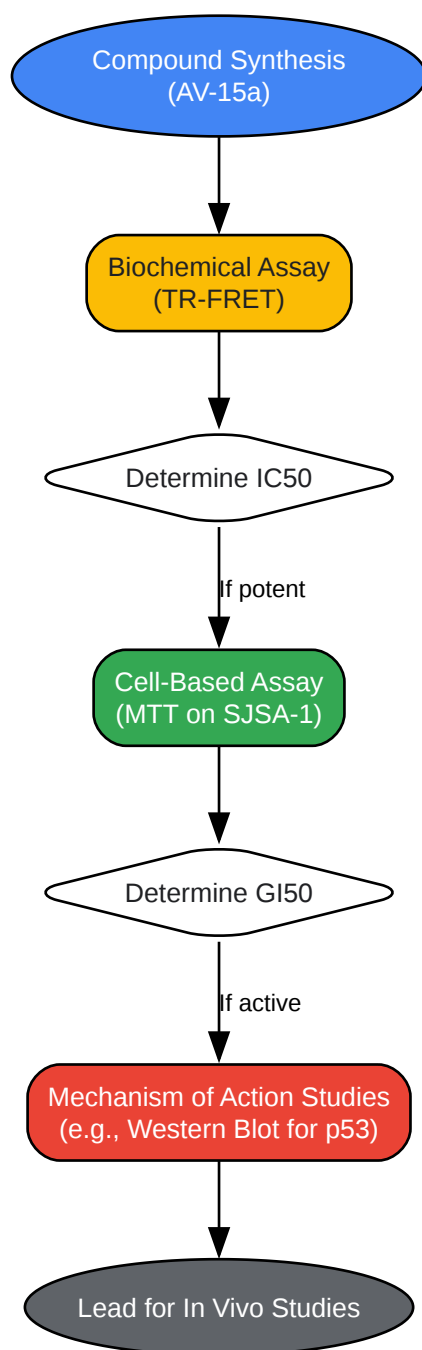 Compound Synthesis
(AV-15a)
Biochemical Assay
(TR-FRET)
Determine IC50
If potent
Cell-Based Assay
(MTT on SJSA-1)
Determine GI50
If active
Mechanism of Action Studies
(e.g., Western Blot for p53)
Lead for In Vivo Studies